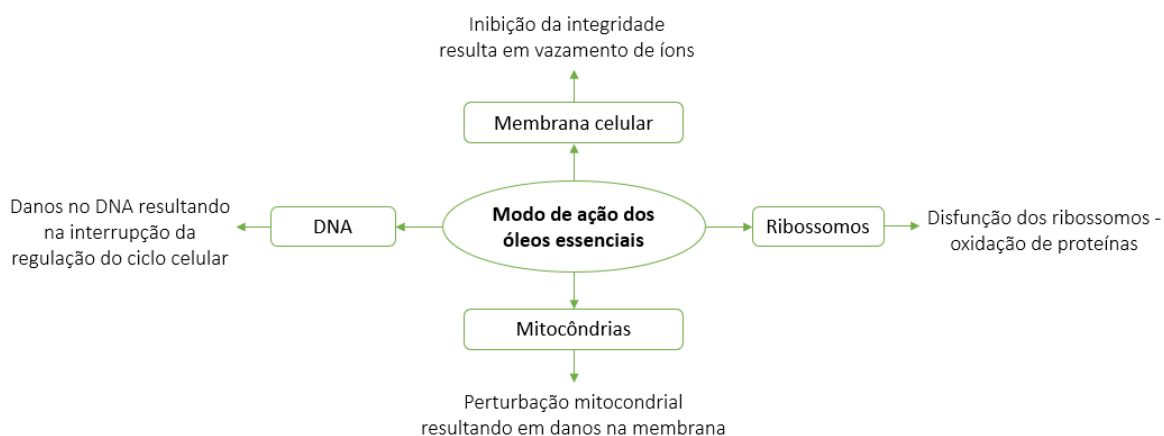 Inibição da integridade
resulta em vazamento de íons
Membrana celular
Danos no DNA resultando
na interrupção da
regulação do ciclo celular
DNA
Modo de ação dos
óleos essenciais
Ribossomos
Disfunção dos ribossomos -
oxidação de proteínas
Mitocôndrias
Perturbação mitocondrial
resultando em danos na membrana